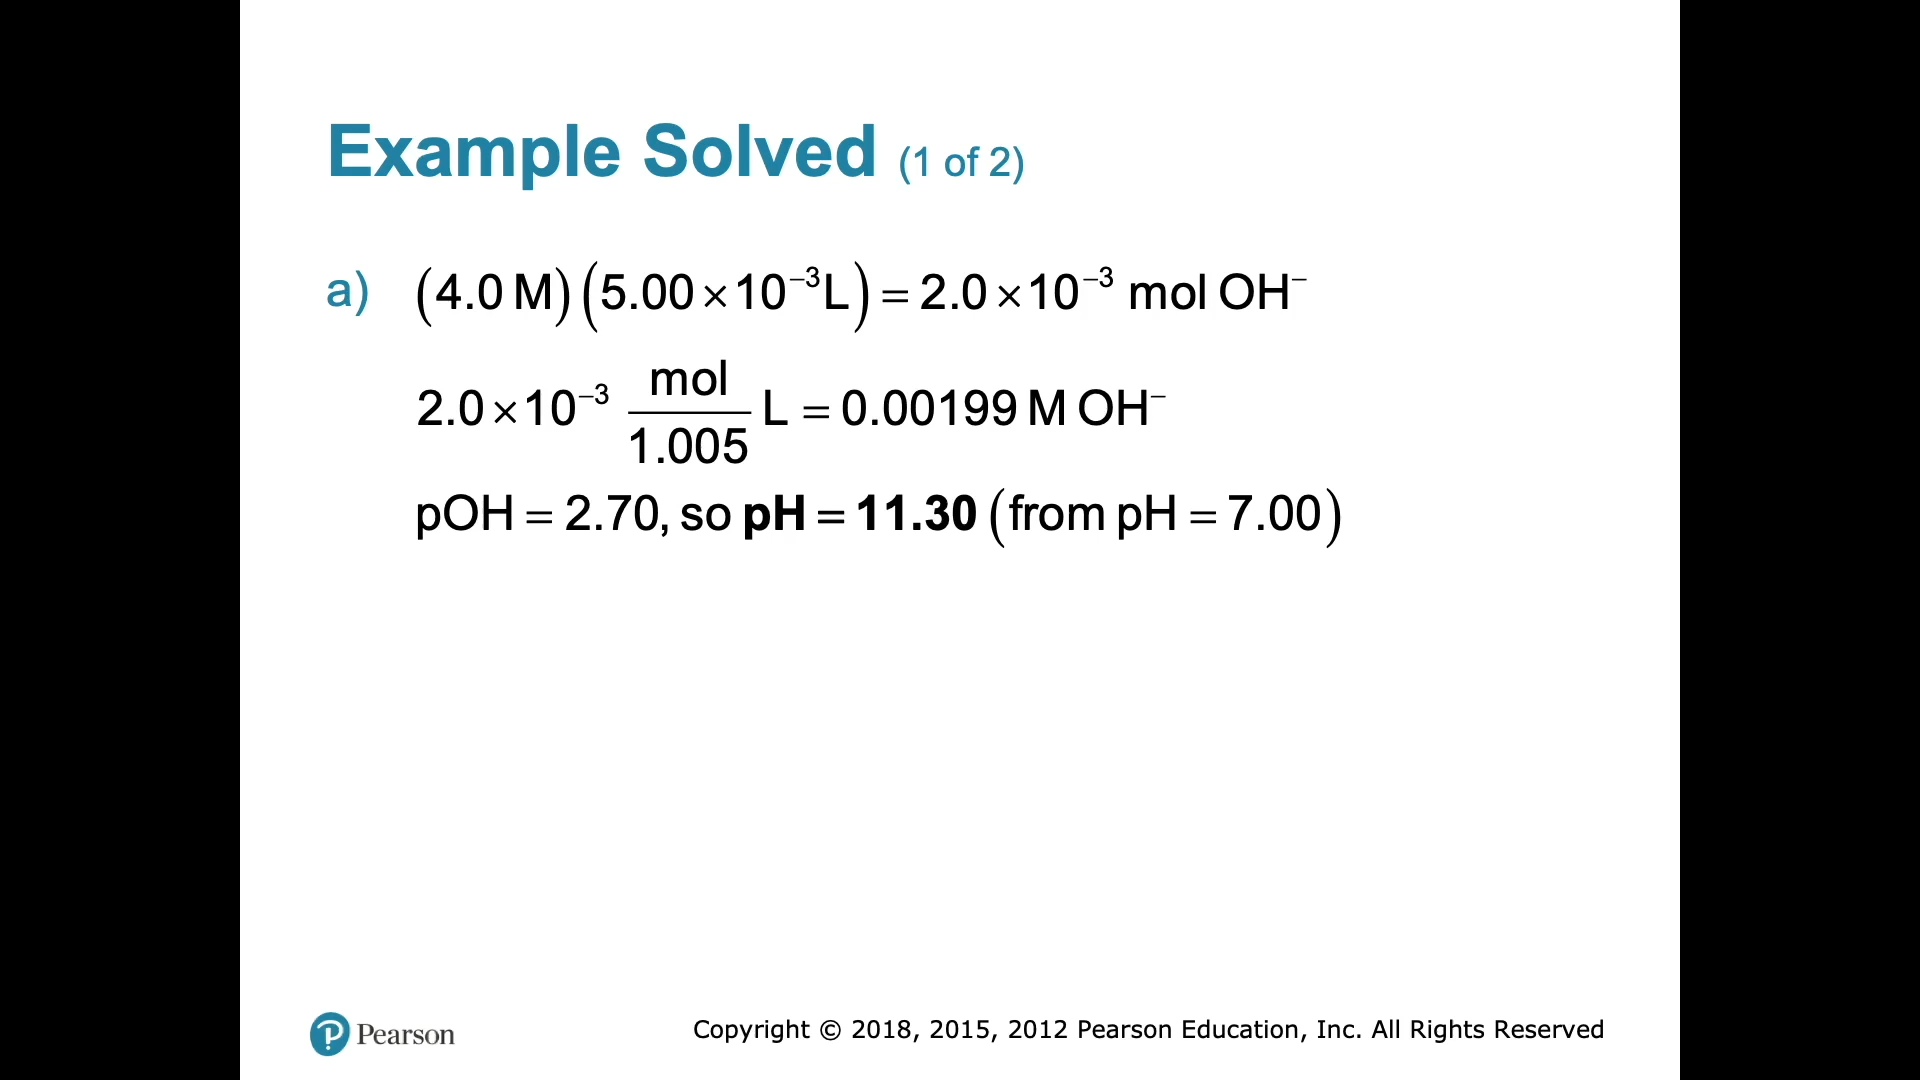 Example Solved (1 of 2)
a) (4.0 M)(5.00 × 10⁻³L) = 2.0 × 10⁻³ mol OH⁻
2.0 × 10⁻³ mol/1.005 L = 0.00199 M OH⁻
pOH = 2.70, so pH = 11.30 (from pH = 7.00)
Pearson
Copyright © 2018, 2015, 2012 Pearson Education, Inc. All Rights Reserved